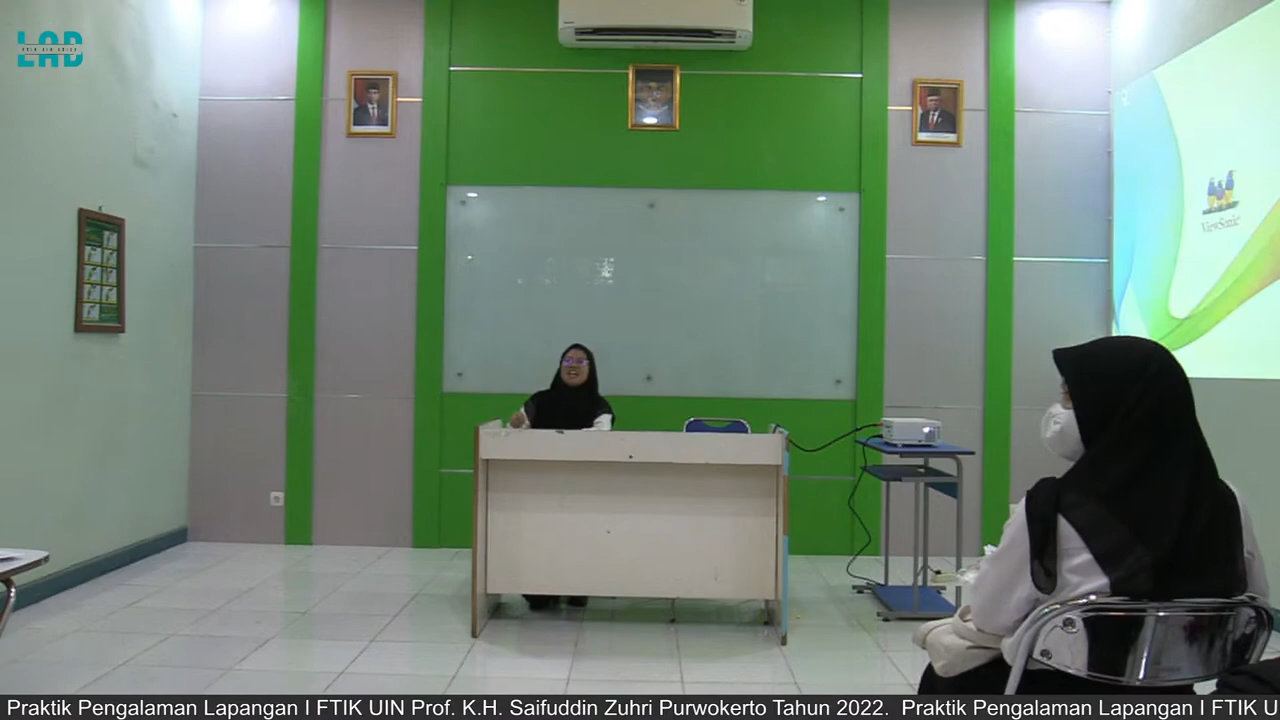 LAB
ViewSonic
Praktik Pengalaman Lapangan I FTIK UIN Prof. K.H. Saifuddin Zuhri Purwokerto Tahun 2022. Praktik Pengalaman Lapangan I FTIK U